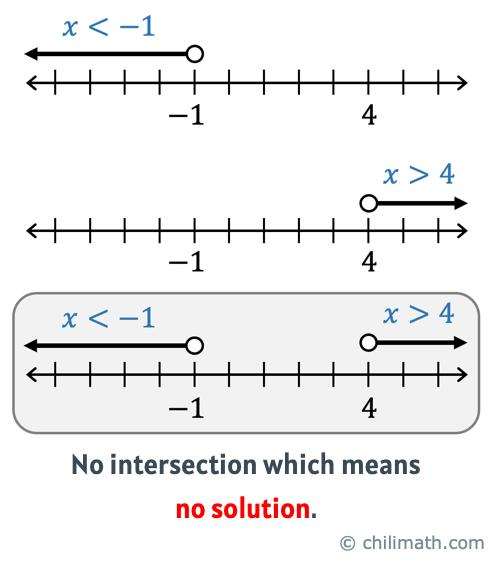 x < −1
−1 4
x > 4
−1 4
x < −1 x > 4
−1 4
No intersection which means
no solution.
© chilimath.com